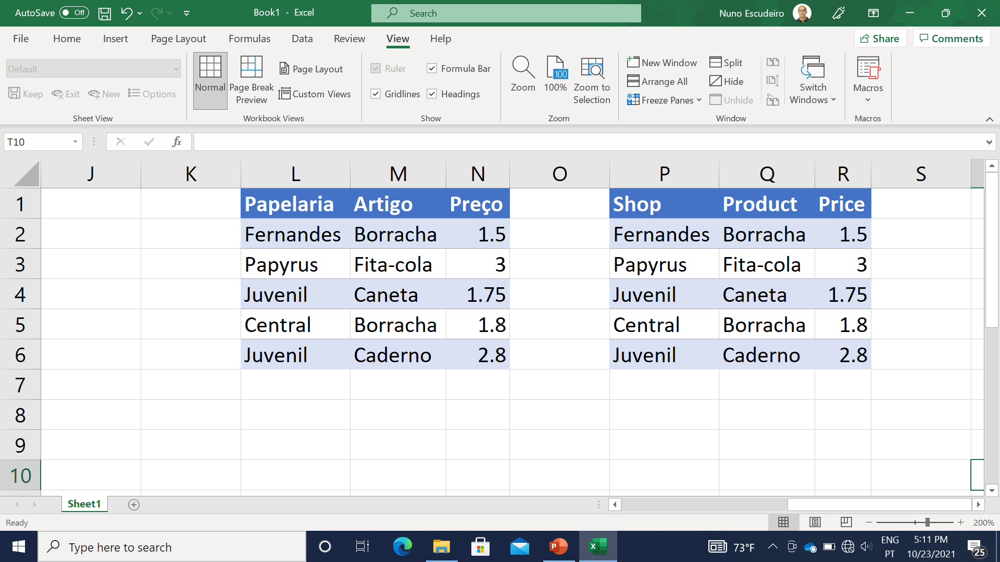 AutoSave Off Book1 - Excel Search Nuno Escudeiro
File Home Insert Page Layout Formulas Data Review View Help Share Comments
Default
Keep Exit New Options
Sheet View
Normal Page Break Preview Page Layout Custom Views
Workbook Views
Ruler Formula Bar
Gridlines Headings
Show
Zoom 100 100% Zoom to Selection
Zoom
New Window Split
Arrange All Hide
Freeze Panes Unhide
Switch Windows
Window
Macros
Macros
T10 fx
J K L M N O P Q R S
1 Papelaria Artigo Preço Shop Product Price
2 Fernandes Borracha 1.5 Fernandes Borracha 1.5
3 Papyrus Fita-cola 3 Papyrus Fita-cola 3
4 Juvenil Caneta 1.75 Juvenil Caneta 1.75
5 Central Borracha 1.8 Central Borracha 1.8
6 Juvenil Caderno 2.8 Juvenil Caderno 2.8
7
8
9
10
Sheet1
Ready 200%
Type here to search P X 73°F ENG 5:11 PM
PT 10/23/2021 25